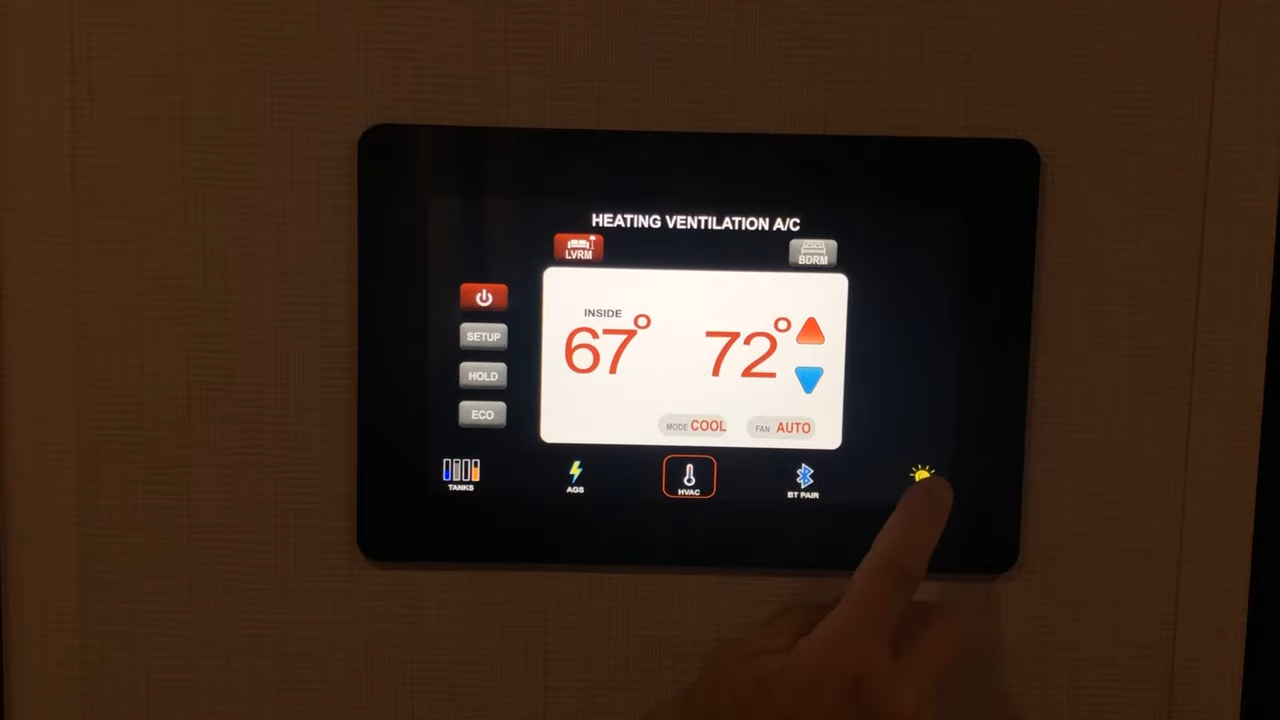 HEATING VENTILATION A/C
LVRM
BDRM
SETUP
HOLD
ECO
INSIDE
67°
72°
MODE COOL
FAN AUTO
TANKS
AGS
HVAC
BT PAIR